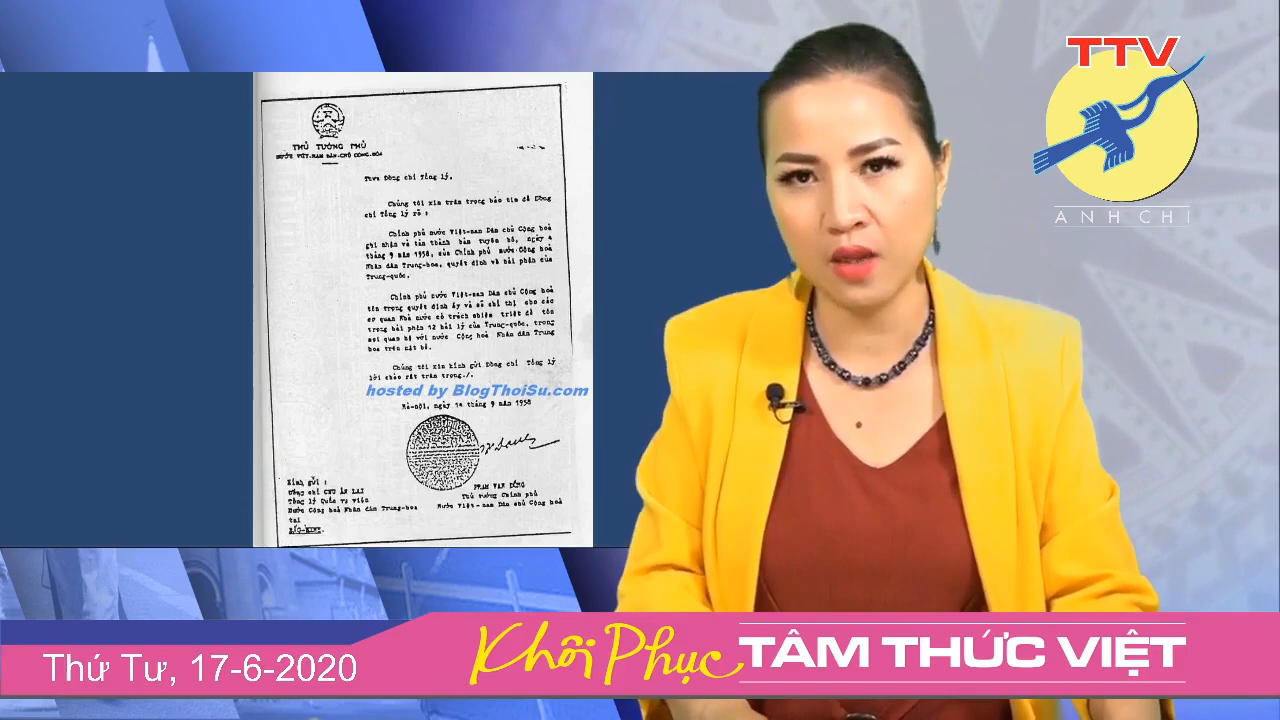 TTV
ANH CHI
THỦ TƯỚNG PHỦ
NƯỚC VIỆT-NAM DÂN-CHỦ CỘNG-HÒA
Thưa Đồng chí Tổng lý,
Chúng tôi xin trân trọng báo tin để Đồng
chí Tổng lý rõ :
Chính phủ nước Việt-nam Dân chủ Cộng hoà
ghi nhận và tán thành bản tuyên bố, ngày 4
tháng 9 năm 1958, của Chính phủ nước Cộng hoà
Nhân dân Trung-hoa, quyết định về hải phận của
Trung-quốc.
Chính phủ nước Việt-nam Dân chủ Cộng hoà
tôn trọng quyết định ấy và sẽ chỉ thị cho các
cơ quan Nhà nước có trách nhiệm triệt để tôn
trọng hải phận 12 hải lý của Trung-quốc, trong
mọi quan hệ với nước Cộng hoà Nhân dân Trung
hoa trên mặt bể.
Chúng tôi xin kính gửi Đồng chí Tổng lý
lời chào rất trân trọng./.
hosted by BlogThoiSu.com
Hà-nội, ngày 14 tháng 9 năm 1958
PHẠM VĂN ĐỒNG
Thủ tướng Chính phủ
Nước Việt-nam Dân chủ Cộng hoà
Kính gửi :
Đồng chí CHU ÂN LAI
Tổng lý Quốc vụ viện
Nước Cộng hoà Nhân dân Trung-hoa
tại
BẮC-KINH.
Thứ Tư, 17-6-2020
Khôi Phục TÂM THỨC VIỆT